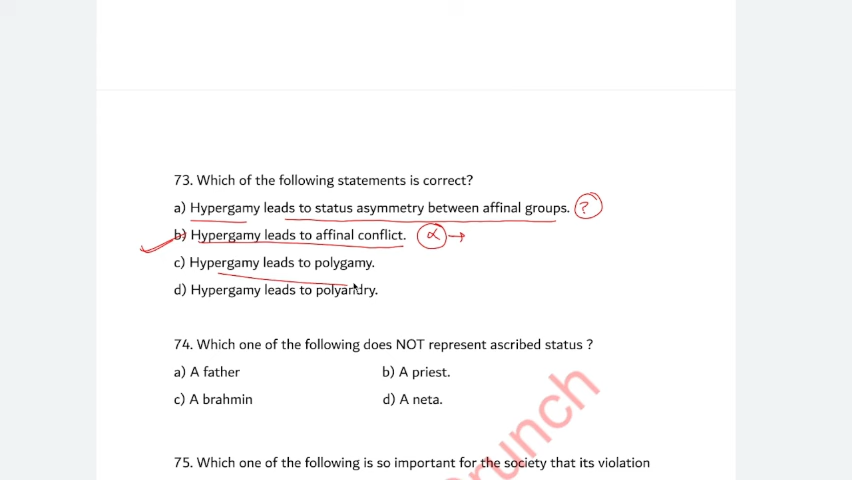 73. Which of the following statements is correct?
a) Hypergamy leads to status asymmetry between affinal groups. ?
b) Hypergamy leads to affinal conflict. α →
c) Hypergamy leads to polygamy.
d) Hypergamy leads to polyandry.
74. Which one of the following does NOT represent ascribed status ?
a) A father b) A priest.
c) A brahmin d) A neta.
75. Which one of the following is so important for the society that its violation